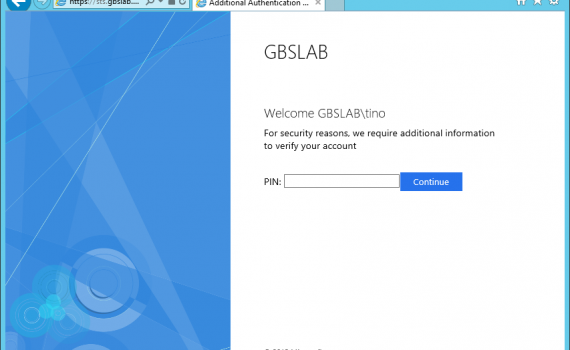 https://sts.gbslab....
Additional Authentication ...
GBSLAB
Welcome GBSLAB\tino
For security reasons, we require additional information
to verify your account
PIN:
Continue